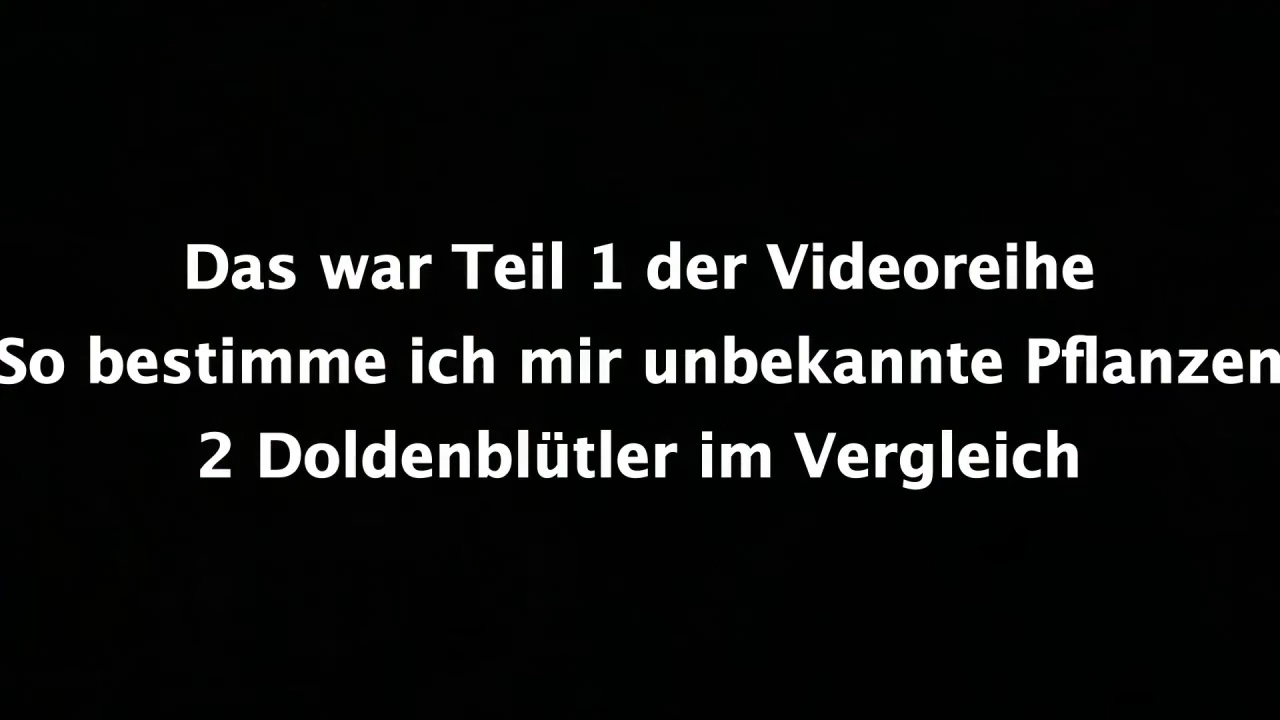 Das war Teil 1 der Videoreihe
So bestimme ich mir unbekannte Pflanzen
2 Doldenblütler im Vergleich